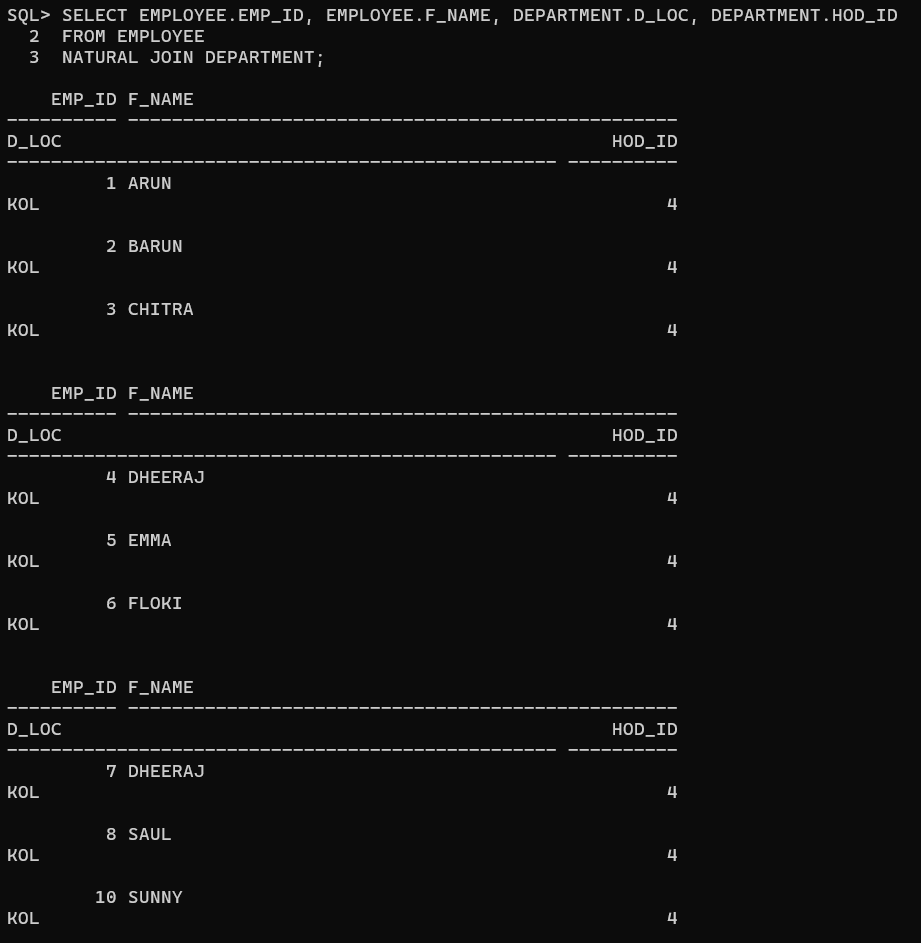 SQL> SELECT EMPLOYEE.EMP_ID, EMPLOYEE.F_NAME, DEPARTMENT.D_LOC, DEPARTMENT.HOD_ID
  2  FROM EMPLOYEE
  3  NATURAL JOIN DEPARTMENT;

    EMP_ID F_NAME
---------- --------------------------------------------------
D_LOC                                                  HOD_ID
-------------------------------------------------- ----------
         1 ARUN
KOL                                                         4

         2 BARUN
KOL                                                         4

         3 CHITRA
KOL                                                         4


    EMP_ID F_NAME
---------- --------------------------------------------------
D_LOC                                                  HOD_ID
-------------------------------------------------- ----------
         4 DHEERAJ
KOL                                                         4

         5 EMMA
KOL                                                         4

         6 FLOKI
KOL                                                         4


    EMP_ID F_NAME
---------- --------------------------------------------------
D_LOC                                                  HOD_ID
-------------------------------------------------- ----------
         7 DHEERAJ
KOL                                                         4

         8 SAUL
KOL                                                         4

        10 SUNNY
KOL                                                         4